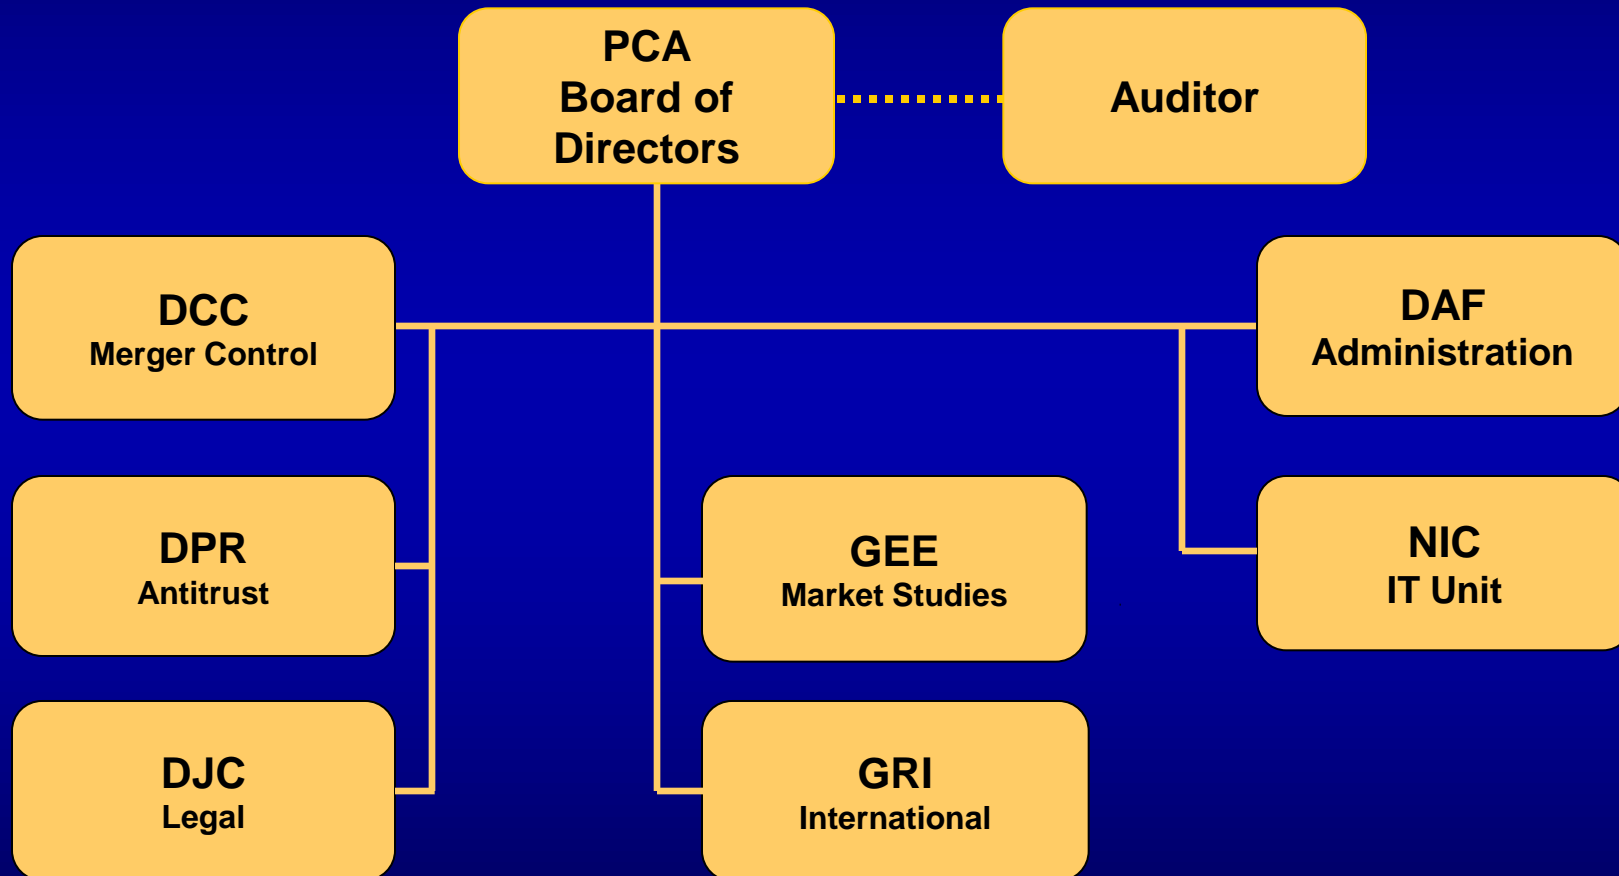 PCA
Board of
Directors
Auditor
DCC
Merger Control
DAF
Administration
DPR
Antitrust
GEE
Market Studies
NIC
IT Unit
DJC
Legal
GRI
International